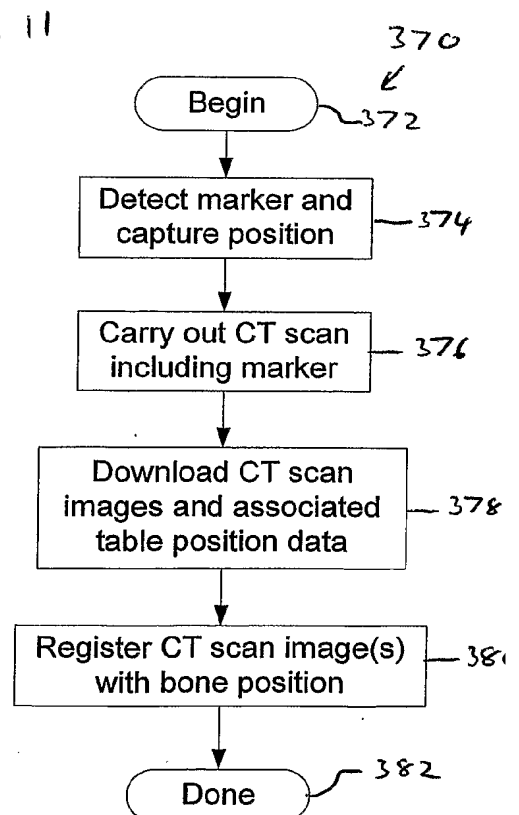 11
370
Begin
372
Detect marker and
capture position
374
Carry out CT scan
including marker
376
Download CT scan
images and associated
table position data
378
Register CT scan image(s)
with bone position
Done
382